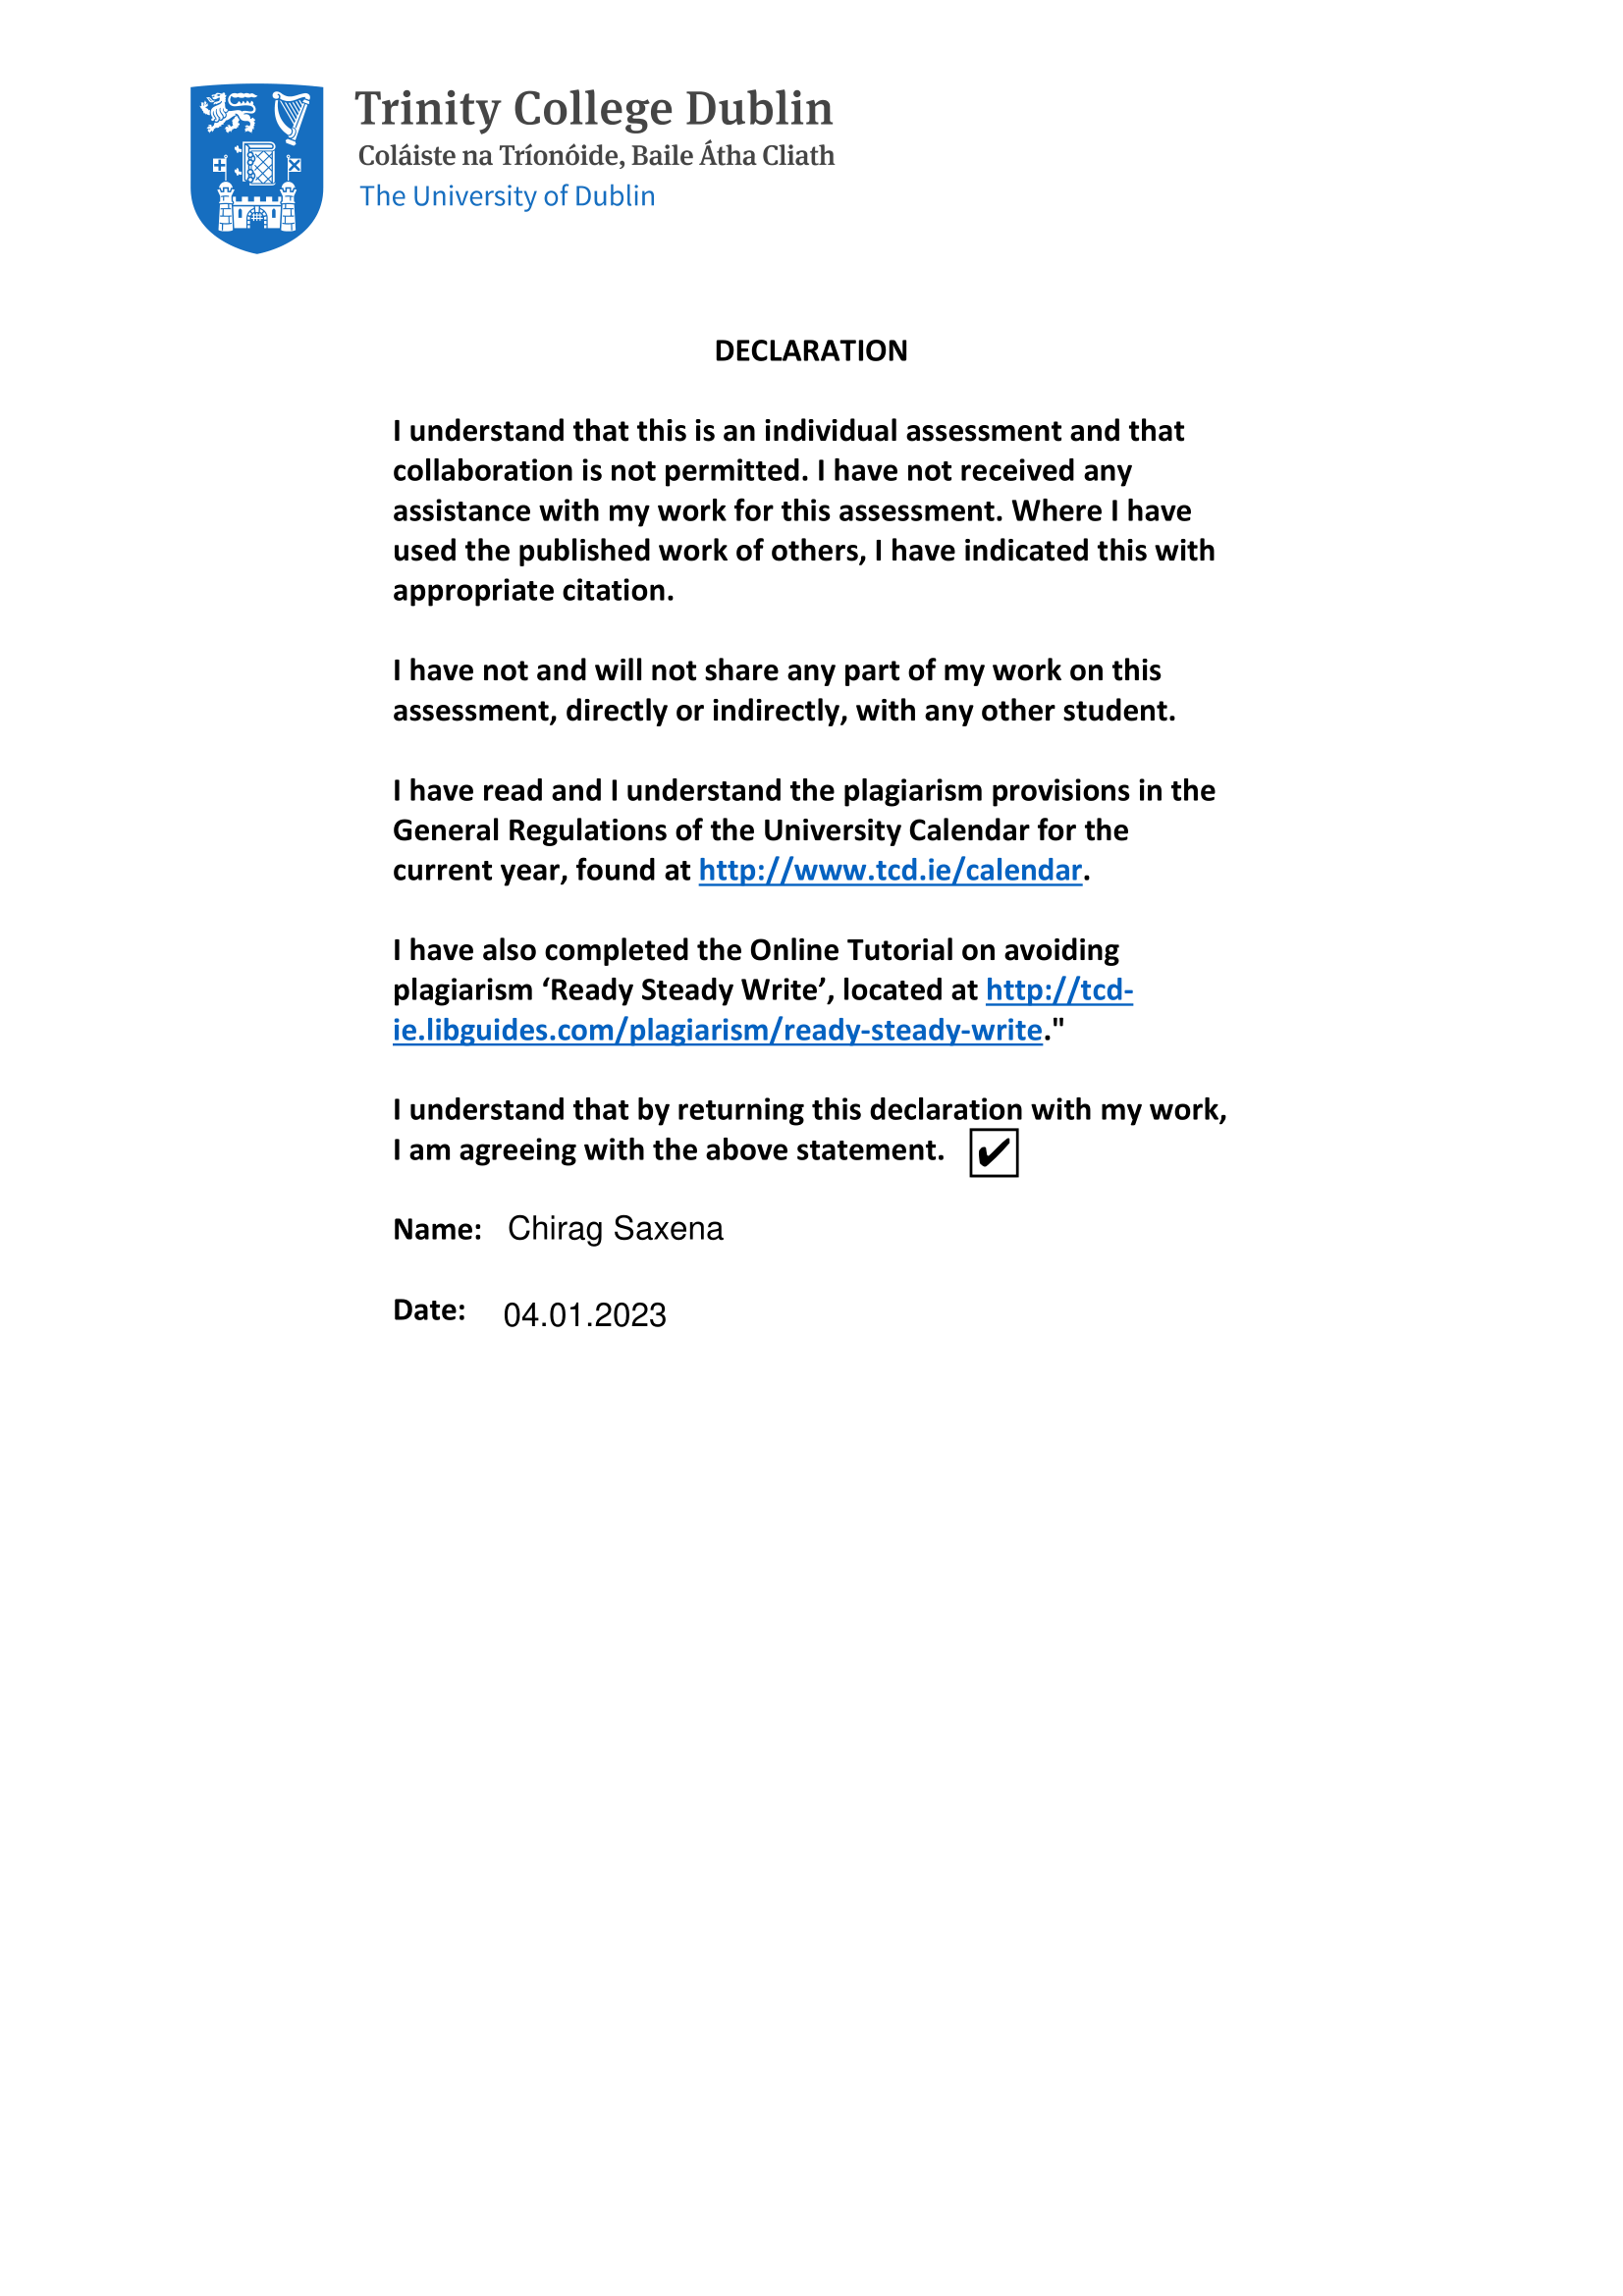 Trinity College Dublin
Coláiste na Tríonóide, Baile Átha Cliath
The University of Dublin
DECLARATION
I understand that this is an individual assessment and that
collaboration is not permitted. I have not received any
assistance with my work for this assessment. Where I have
used the published work of others, I have indicated this with
appropriate citation.
I have not and will not share any part of my work on this
assessment, directly or indirectly, with any other student.
I have read and I understand the plagiarism provisions in the
General Regulations of the University Calendar for the
current year, found at http://www.tcd.ie/calendar.
I have also completed the Online Tutorial on avoiding
plagiarism ‘Ready Steady Write’, located at http://tcd-
ie.libguides.com/plagiarism/ready-steady-write."
I understand that by returning this declaration with my work,
I am agreeing with the above statement. ✔
Name: Chirag Saxena
Date: 04.01.2023